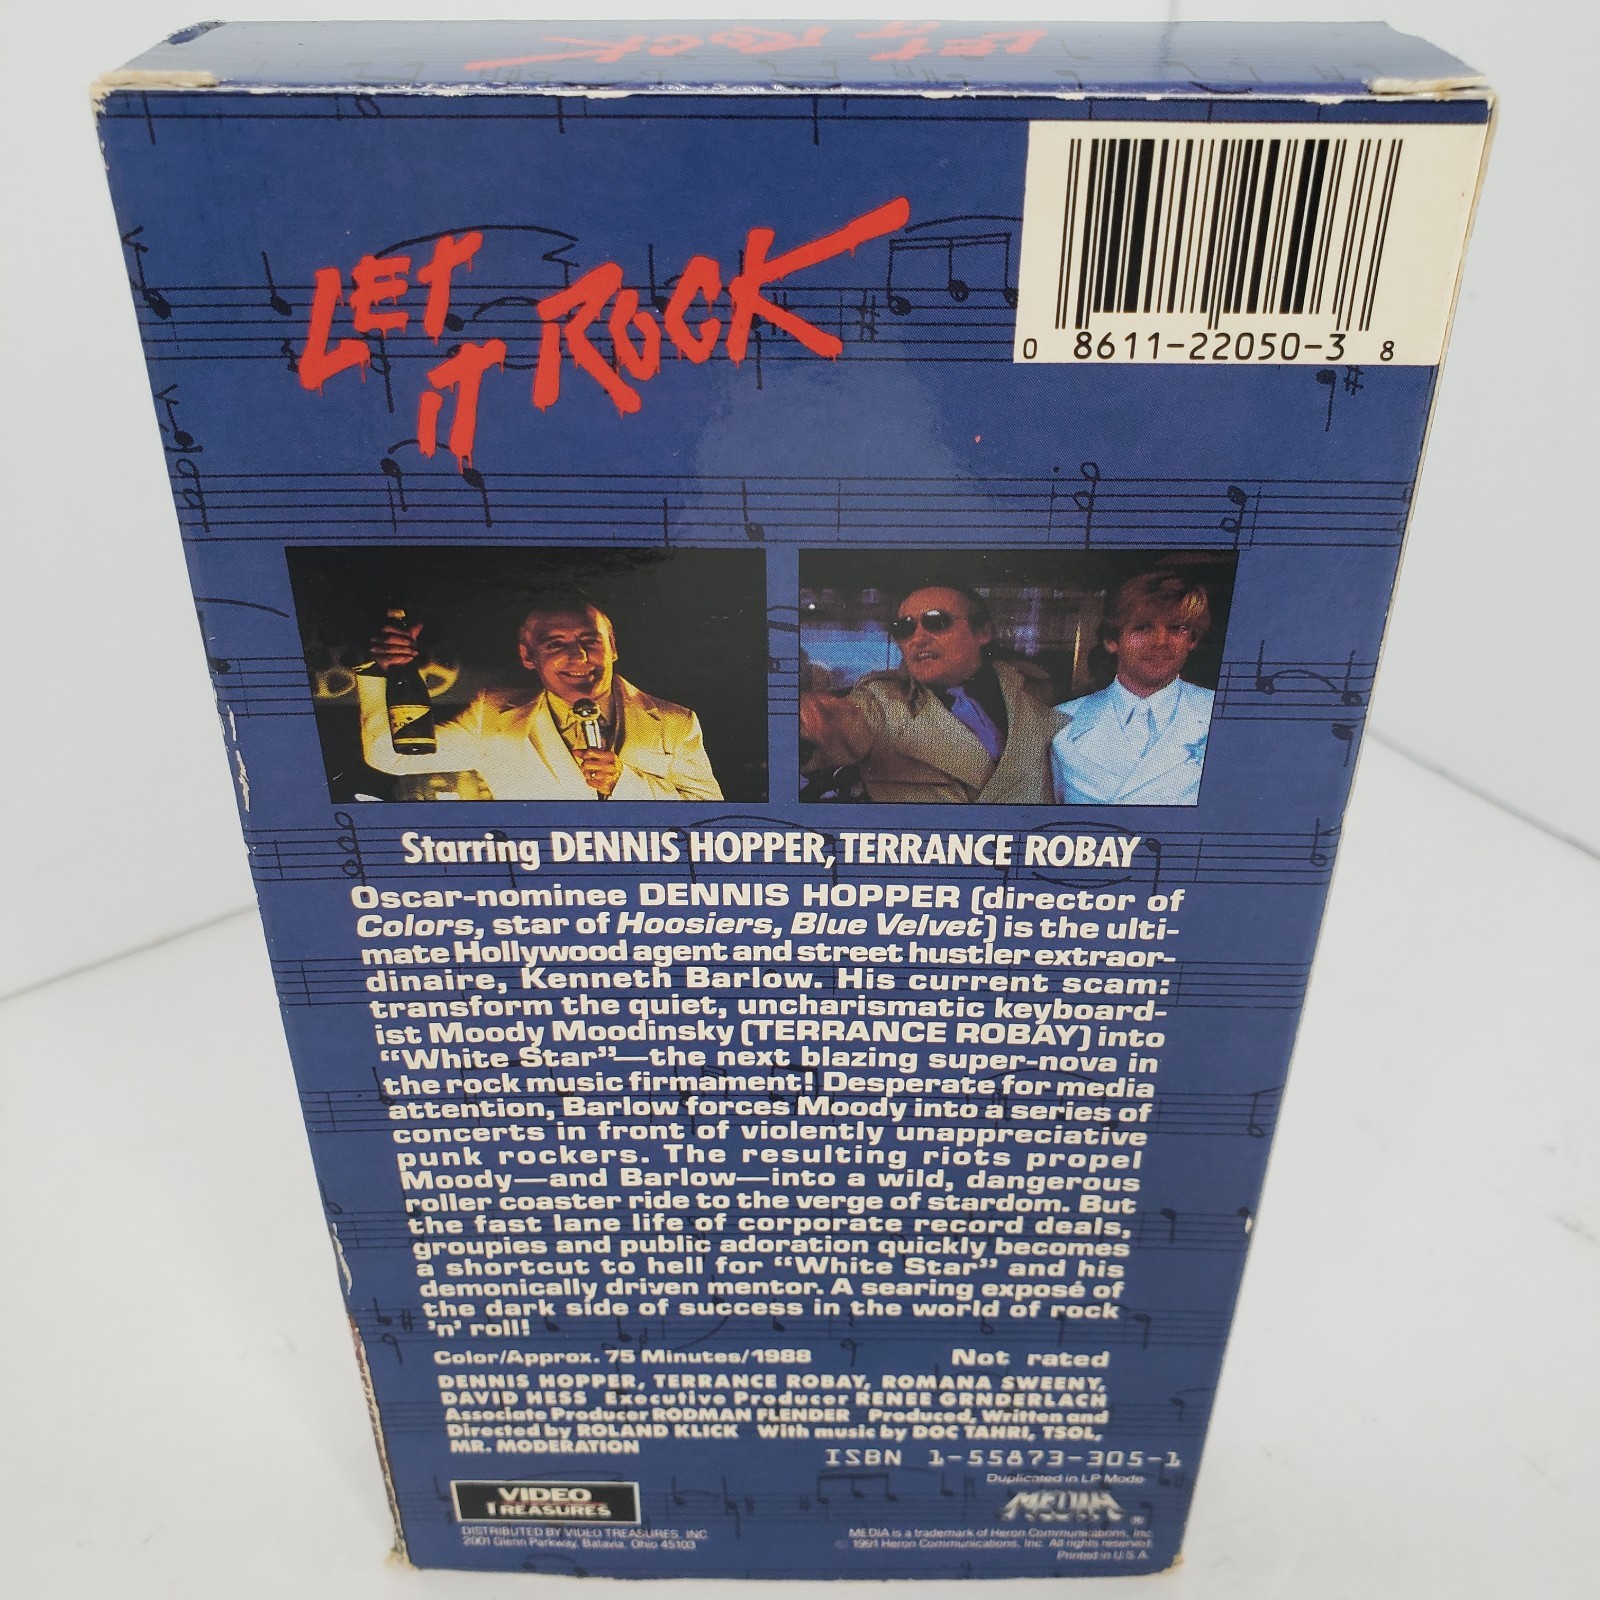 LET IT ROCK
LET
IT ROCK
0 8611-22050-3 8
Starring DENNIS HOPPER, TERRANCE ROBAY
Oscar-nominee DENNIS HOPPER (director of
Colors, star of Hoosiers, Blue Velvet) is the ulti-
mate Hollywood agent and street hustler extraor-
dinaire, Kenneth Barlow. His current scam:
transform the quiet, uncharismatic keyboard-
ist Moody Moodinsky (TERRANCE ROBAY) into
“White Star”—the next blazing super-nova in
the rock music firmament! Desperate for media
attention, Barlow forces Moody into a series of
concerts in front of violently unappreciative
punk rockers. The resulting riots propel
Moody—and Barlow—into a wild, dangerous
roller coaster ride to the verge of stardom. But
the fast lane life of corporate record deals,
groupies and public adoration quickly becomes
a shortcut to hell for “White Star” and his
demonically driven mentor. A searing exposé of
the dark side of success in the world of rock
’n’ roll!
Color/Approx. 75 Minutes/1988 Not rated
DENNIS HOPPER, TERRANCE ROBAY, ROMANA SWEENY,
DAVID HESS Executive Producer RENEE GRNDERLACH
Associate Producer RODMAN FLENDER Produced, Written and
Directed by ROLAND KLICK With music by DOC TAHRI, TSOL,
MR. MODERATION
ISBN 1-55873-305-1
Duplicated in LP Mode
VIDEO
TREASURES
MEDIA ®
DISTRIBUTED BY VIDEO TREASURES, INC.
2001 Glenn Parkway, Batavia, Ohio 45103
MEDIA is a trademark of Heron Communications, Inc.
© 1991 Heron Communications, Inc. All rights reserved.
Printed in U.S.A.